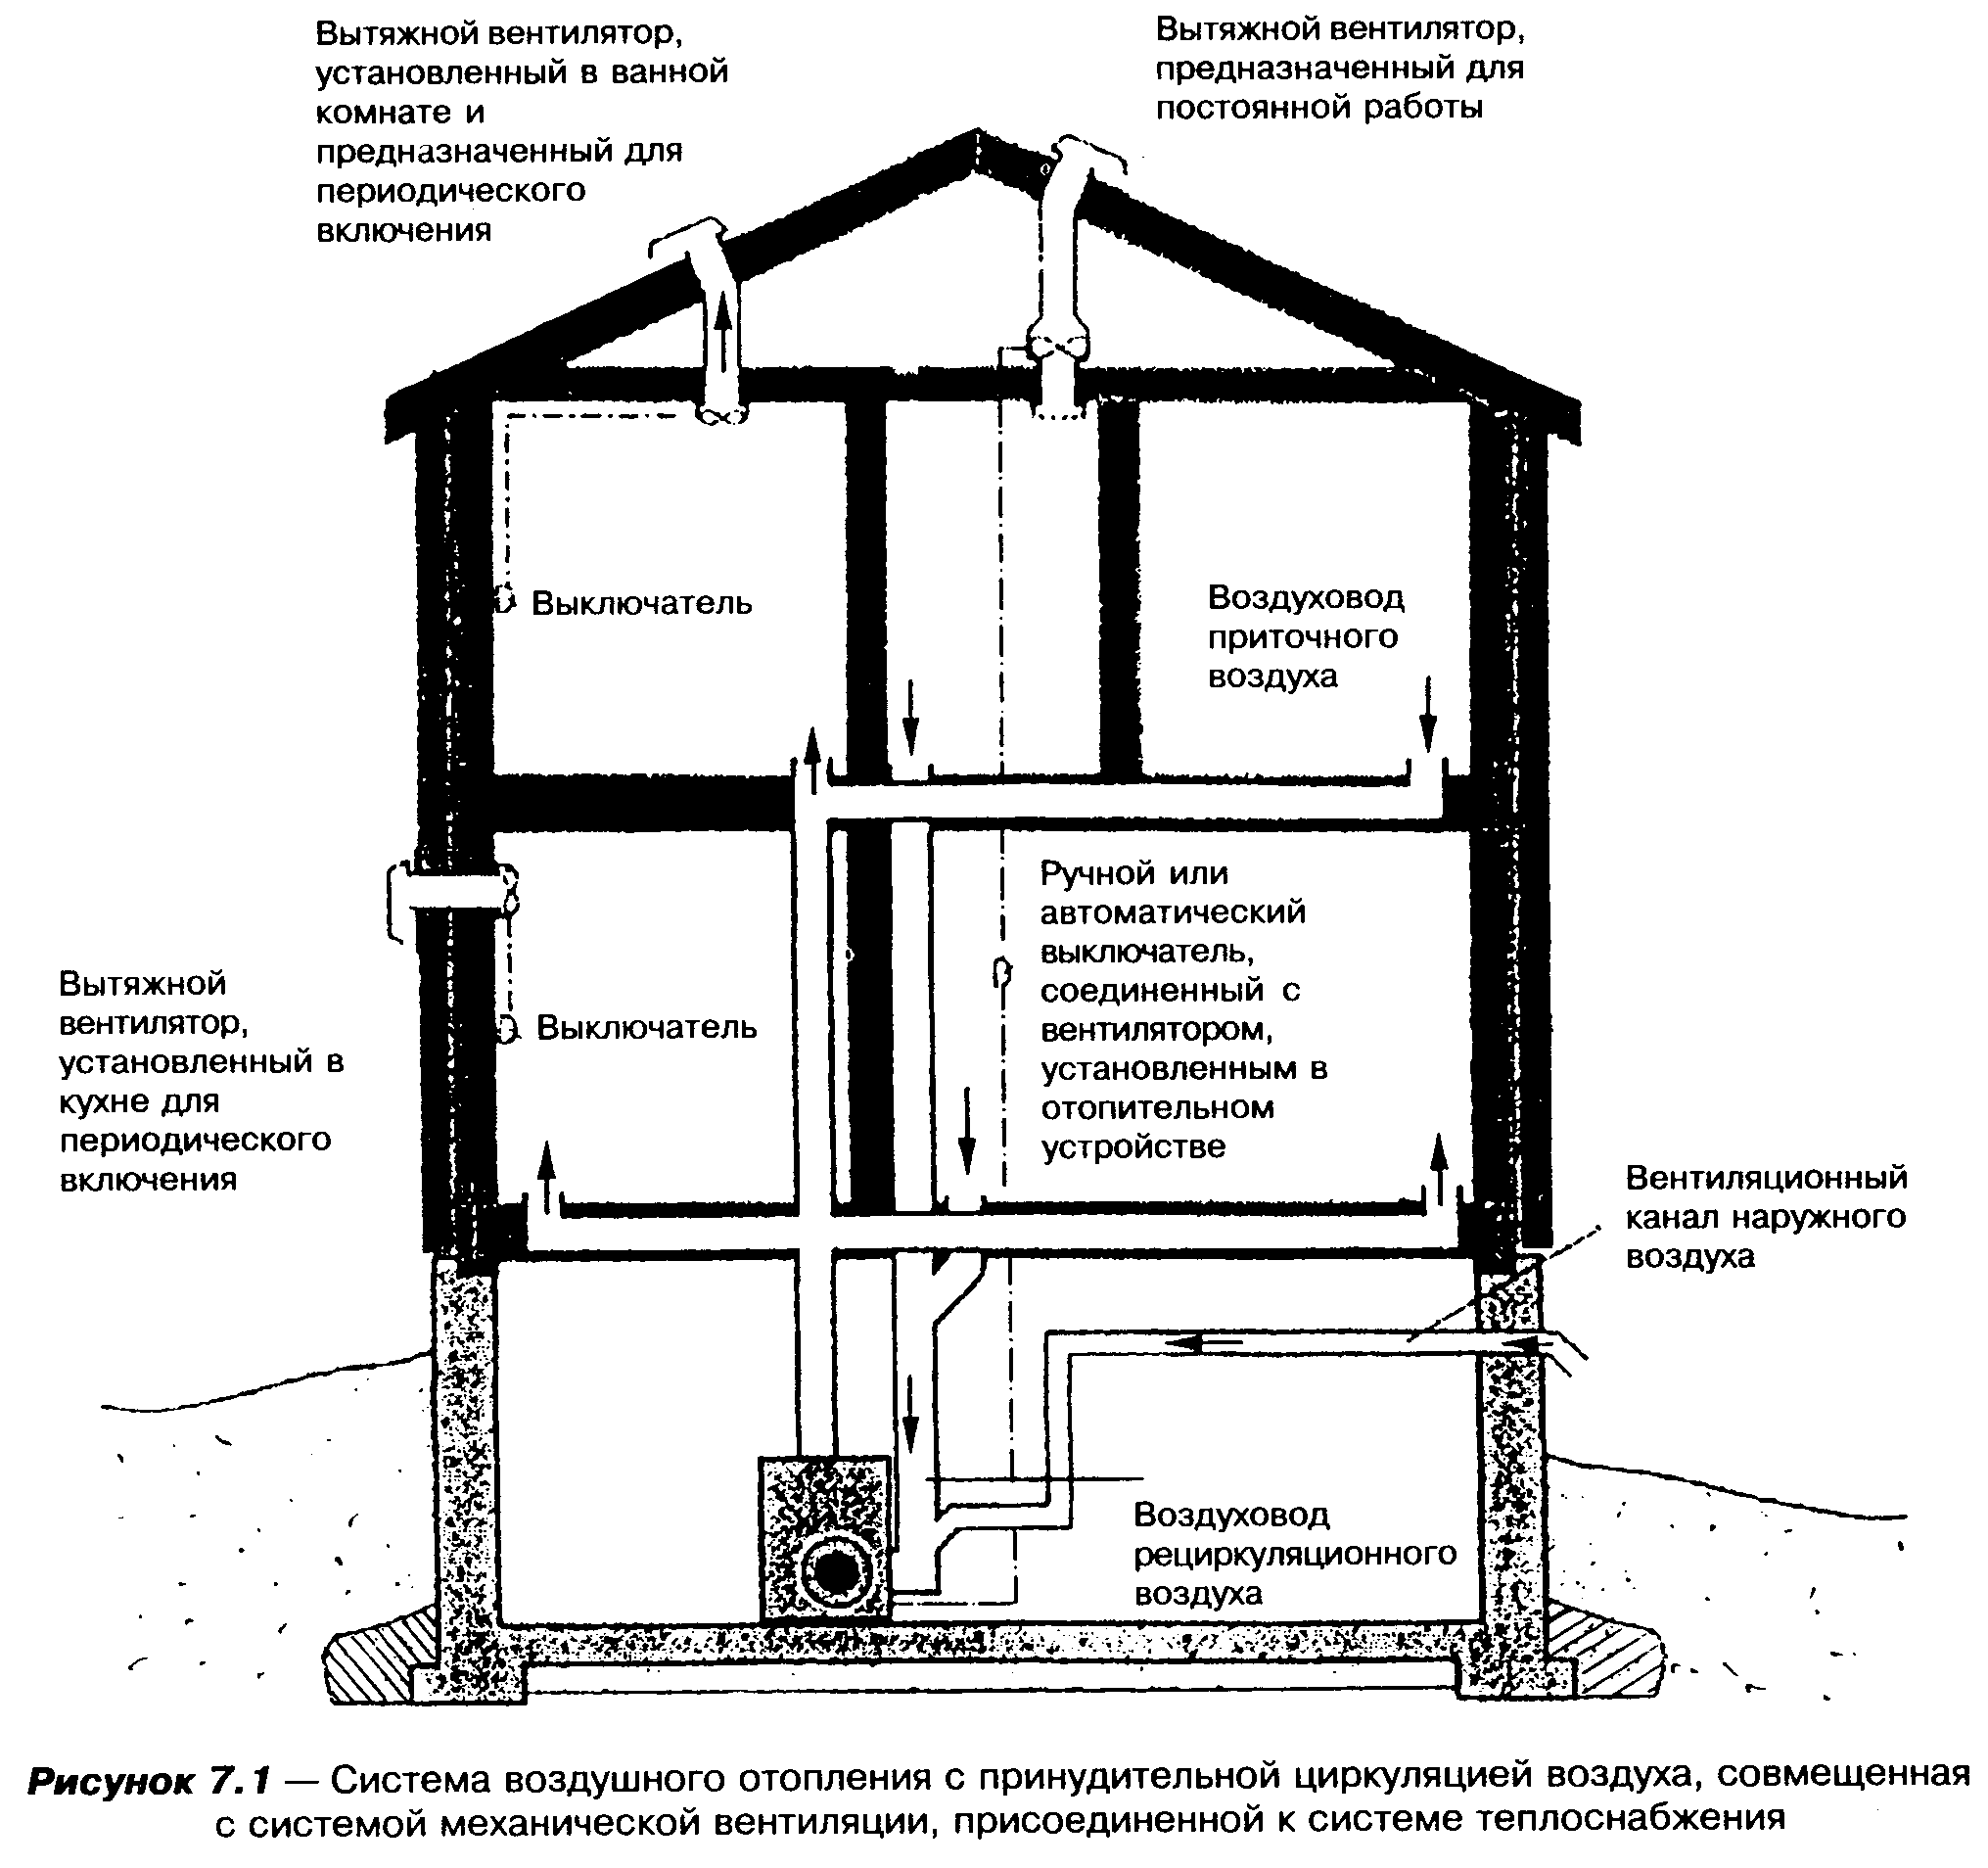 Вытяжной вентилятор,
установленный в ванной
комнате и
предназначенный для
периодического
включения
Вытяжной вентилятор,
предназначенный для
постоянной работы
Выключатель
Воздуховод
приточного
воздуха
Ручной или
автоматический
выключатель,
соединенный с
вентилятором,
установленным в
отопительном
устройстве
Вытяжной
вентилятор,
установленный в
кухне для
периодического
включения
Выключатель
Вентиляционный
канал наружного
воздуха
Воздуховод
рециркуляционного
воздуха
Рисунок 7.1 — Система воздушного отопления с принудительной циркуляцией воздуха, совмещенная
с системой механической вентиляции, присоединенной к системе теплоснабжения